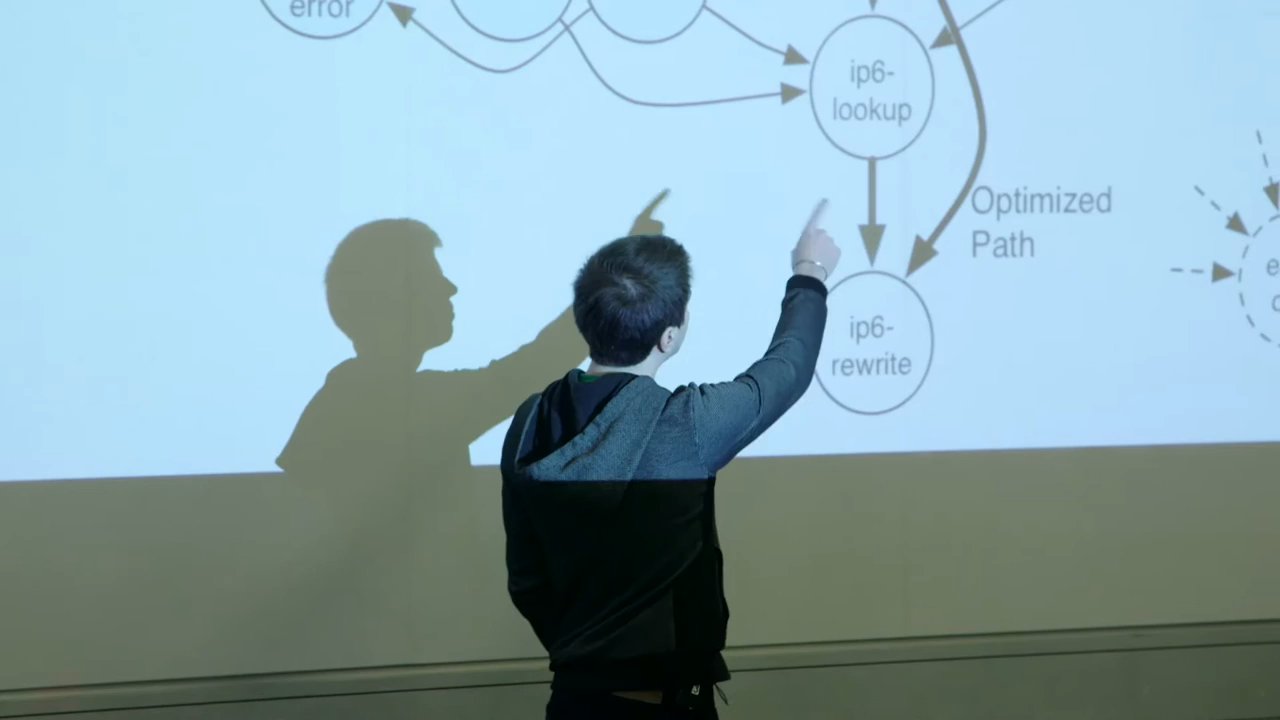 error
ip6-
lookup
Optimized
Path
ip6-
rewrite